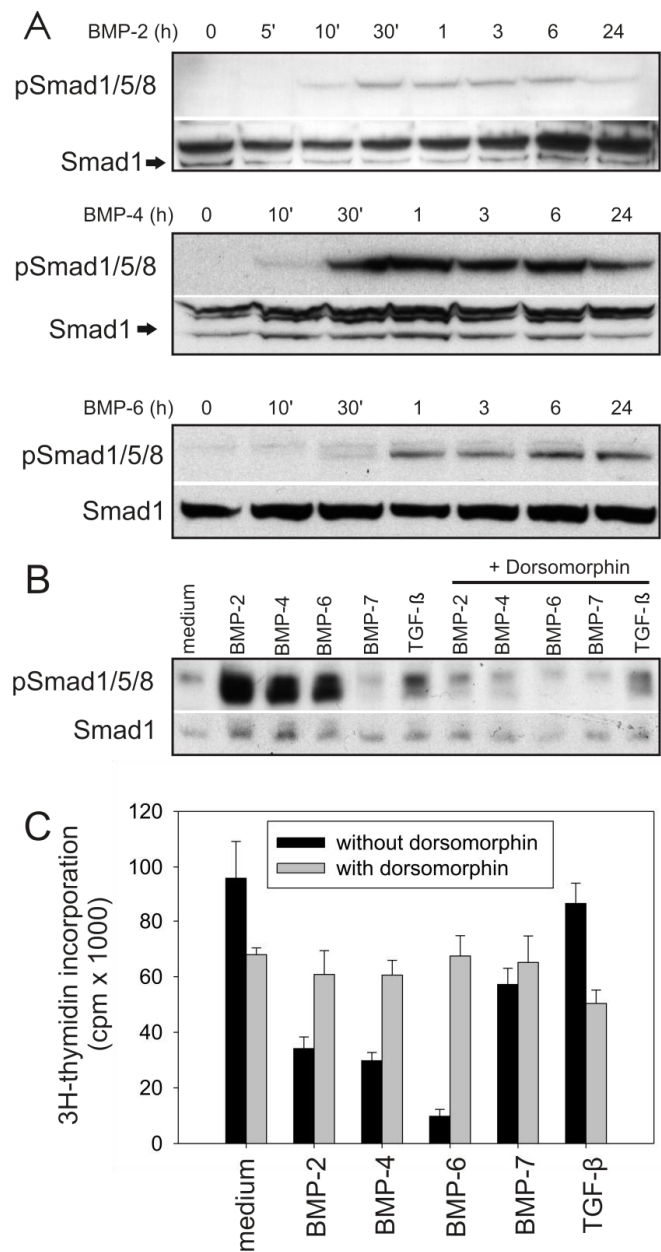 A
BMP-2 (h) 0 5' 10' 30' 1 3 6 24
pSmad1/5/8
Smad1
BMP-4 (h) 0 10' 30' 1 3 6 24
pSmad1/5/8
Smad1
BMP-6 (h) 0 10' 30' 1 3 6 24
pSmad1/5/8
Smad1
B
+ Dorsomorphin
medium BMP-2 BMP-4 BMP-6 BMP-7 TGF-ß BMP-2 BMP-4 BMP-6 BMP-7 TGF-ß
pSmad1/5/8
Smad1
C
3H-thymidin incorporation
(cpm x 1000)
120
100
80
60
40
20
0
without dorsomorphin
with dorsomorphin
medium BMP-2 BMP-4 BMP-6 BMP-7 TGF-β